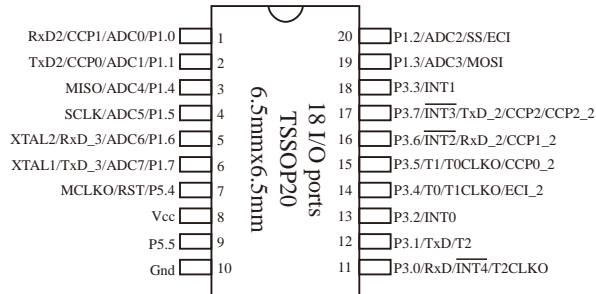 RxD2/CCP1/ADC0/P1.0 1
TxD2/CCP0/ADC1/P1.1 2
MISO/ADC4/P1.4 3
SCLK/ADC5/P1.5 4
XTAL2/RxD_3/ADC6/P1.6 5
XTAL1/TxD_3/ADC7/P1.7 6
MCLKO/RST/P5.4 7
Vcc 8
P5.5 9
Gnd 10
18 I/O ports
TSSOP20
6.5mmx6.5mm
20 P1.2/ADC2/SS/ECI
19 P1.3/ADC3/MOSI
18 P3.3/INT1
17 P3.7/INT3/TxD_2/CCP2/CCP2_2
16 P3.6/INT2/RxD_2/CCP1_2
15 P3.5/T1/T0CLKO/CCP0_2
14 P3.4/T0/T1CLKO/ECI_2
13 P3.2/INT0
12 P3.1/TxD/T2
11 P3.0/RxD/INT4/T2CLKO